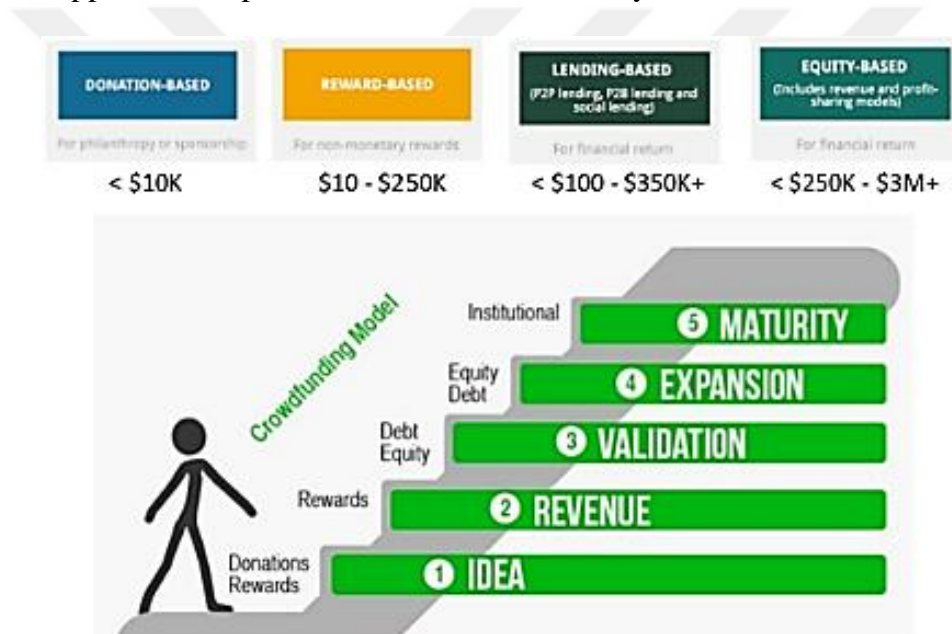 DONATION-BASED
For philanthropy or sponsorship
< $10K
REWARD-BASED
For non-monetary rewards
$10 - $250K
LENDING-BASED
(P2P lending, P2B lending and
social lending)
For financial return
< $100 - $350K+
EQUITY-BASED
(Includes revenue and profit-
sharing models)
For financial return
< $250K - $3M+
Crowdfunding Model
Institutional
5 MATURITY
Equity
Debt
4 EXPANSION
Debt
Equity
3 VALIDATION
Rewards
2 REVENUE
Donations
Rewards
1 IDEA